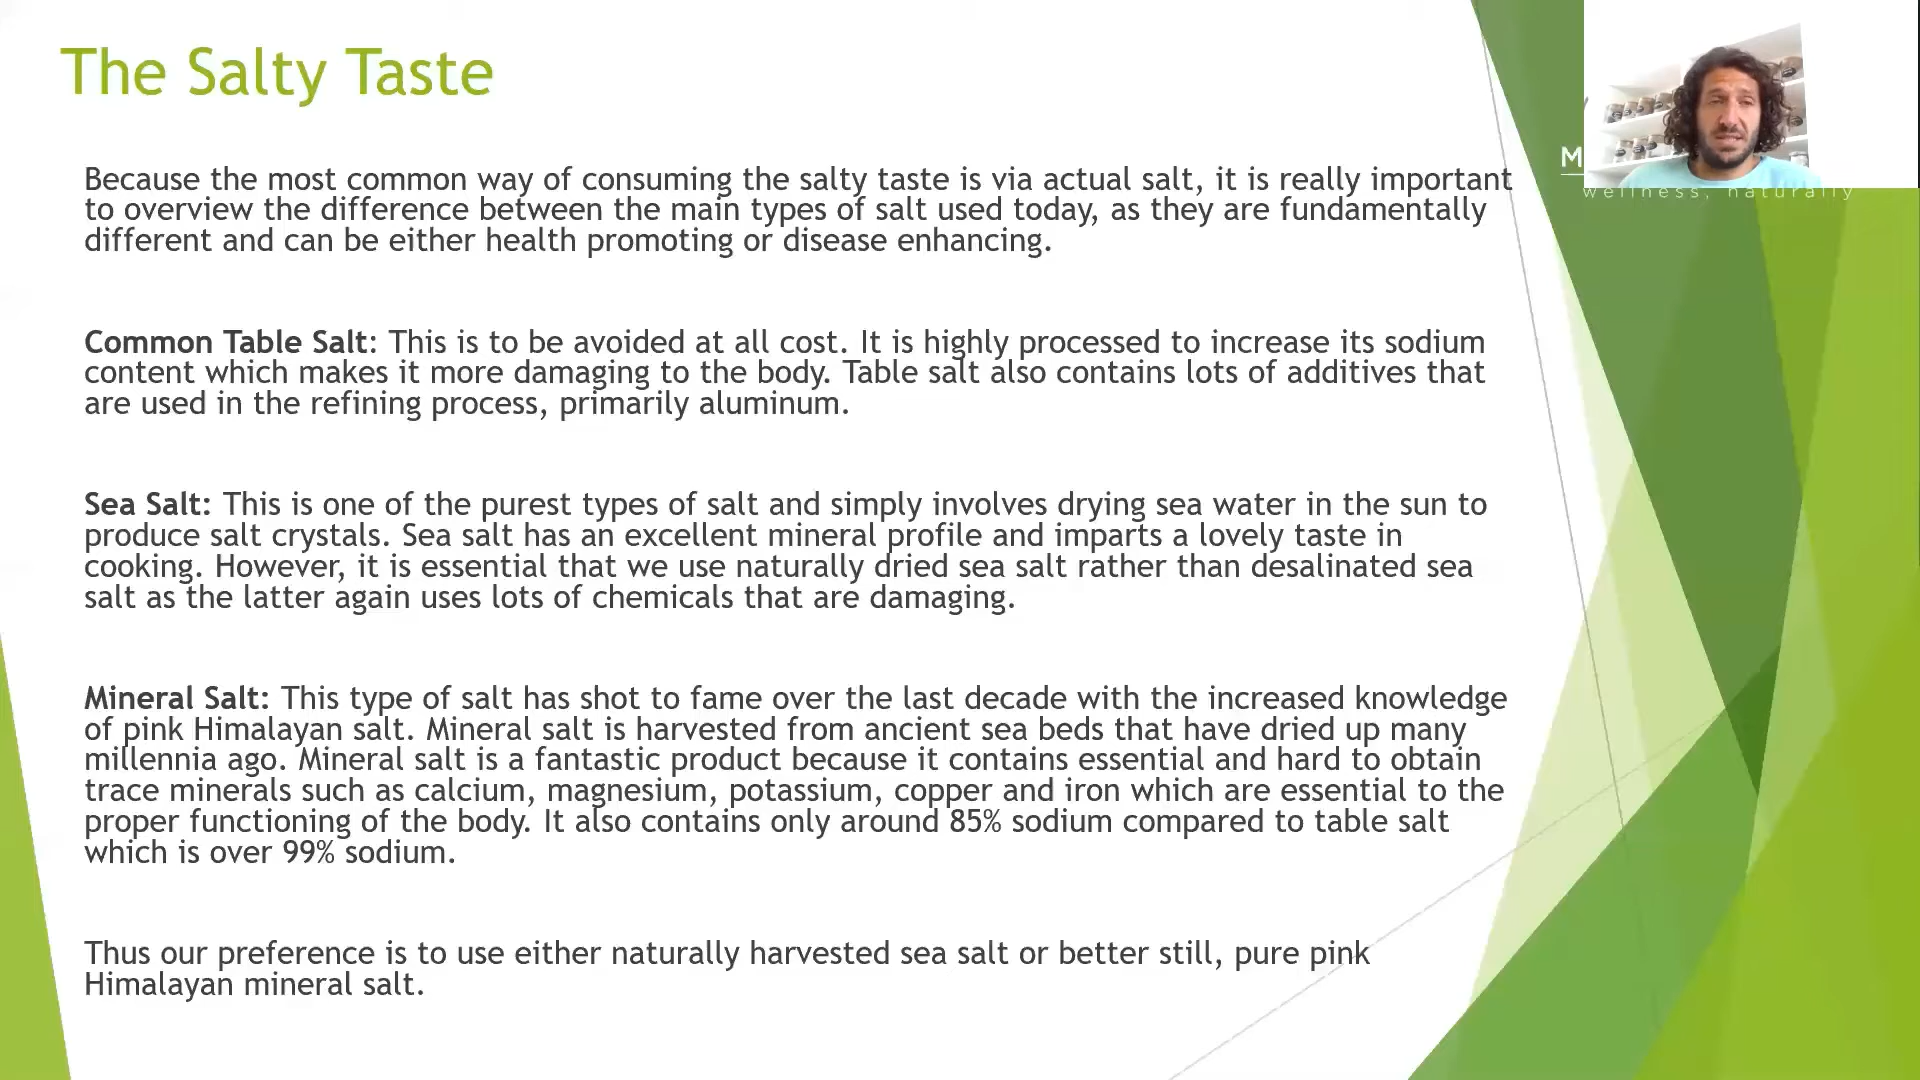 The Salty Taste
Because the most common way of consuming the salty taste is via actual salt, it is really important
to overview the difference between the main types of salt used today, as they are fundamentally
different and can be either health promoting or disease enhancing.
Common Table Salt: This is to be avoided at all cost. It is highly processed to increase its sodium
content which makes it more damaging to the body. Table salt also contains lots of additives that
are used in the refining process, primarily aluminum.
Sea Salt: This is one of the purest types of salt and simply involves drying sea water in the sun to
produce salt crystals. Sea salt has an excellent mineral profile and imparts a lovely taste in
cooking. However, it is essential that we use naturally dried sea salt rather than desalinated sea
salt as the latter again uses lots of chemicals that are damaging.
Mineral Salt: This type of salt has shot to fame over the last decade with the increased knowledge
of pink Himalayan salt. Mineral salt is harvested from ancient sea beds that have dried up many
millennia ago. Mineral salt is a fantastic product because it contains essential and hard to obtain
trace minerals such as calcium, magnesium, potassium, copper and iron which are essential to the
proper functioning of the body. It also contains only around 85% sodium compared to table salt
which is over 99% sodium.
Thus our preference is to use either naturally harvested sea salt or better still, pure pink
Himalayan mineral salt.
M
wellness, naturally